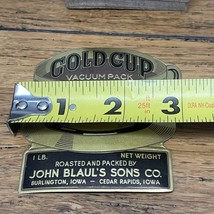 GOLD CUP
VACUUM PACK
1 2 3
1 LB. NET WEIGHT
ROASTED AND PACKED BY
JOHN BLAUL'S SONS CO.
BURLINGTON, IOWA - CEDAR RAPIDS, IOWA